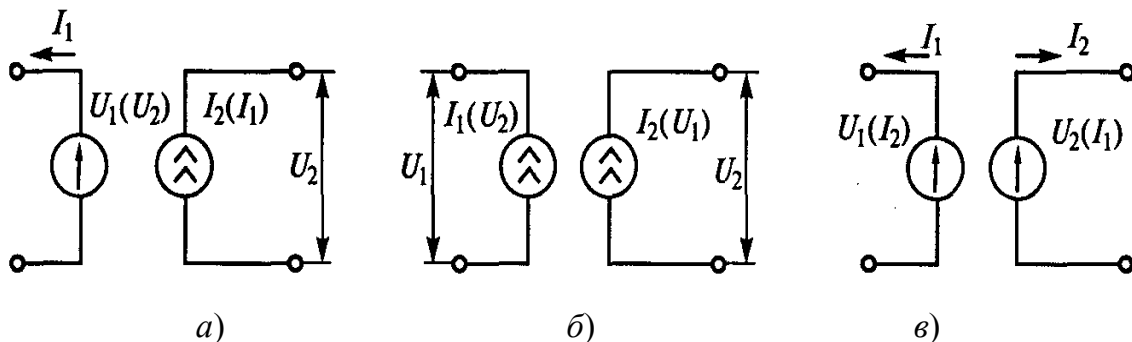 I₁
U₁(U₂) I₂(I₁)
U₂
а)
I₁(U₂) I₂(U₁)
U₁ U₂
б)
I₁ I₂
U₁(I₂) U₂(I₁)
в)